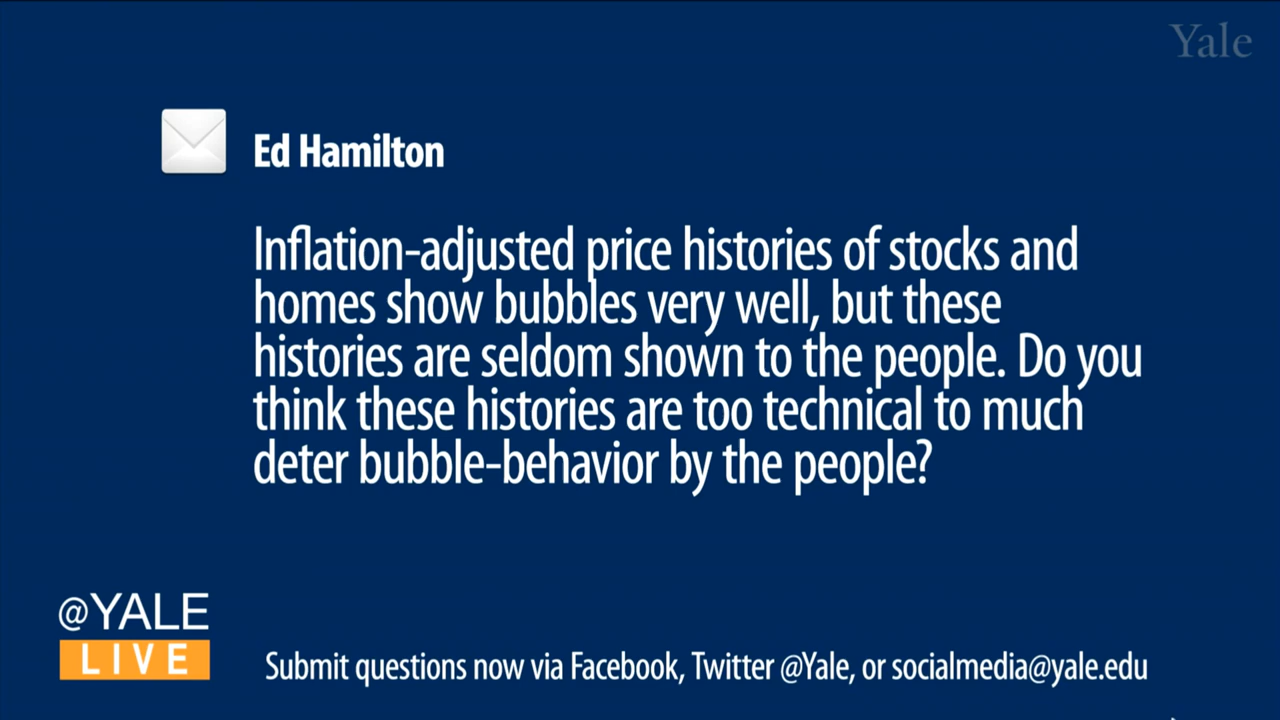 Yale
Ed Hamilton
Inflation-adjusted price histories of stocks and
homes show bubbles very well, but these
histories are seldom shown to the people. Do you
think these histories are too technical to much
deter bubble-behavior by the people?
@YALE
LIVE
Submit questions now via Facebook, Twitter @Yale, or socialmedia@yale.edu